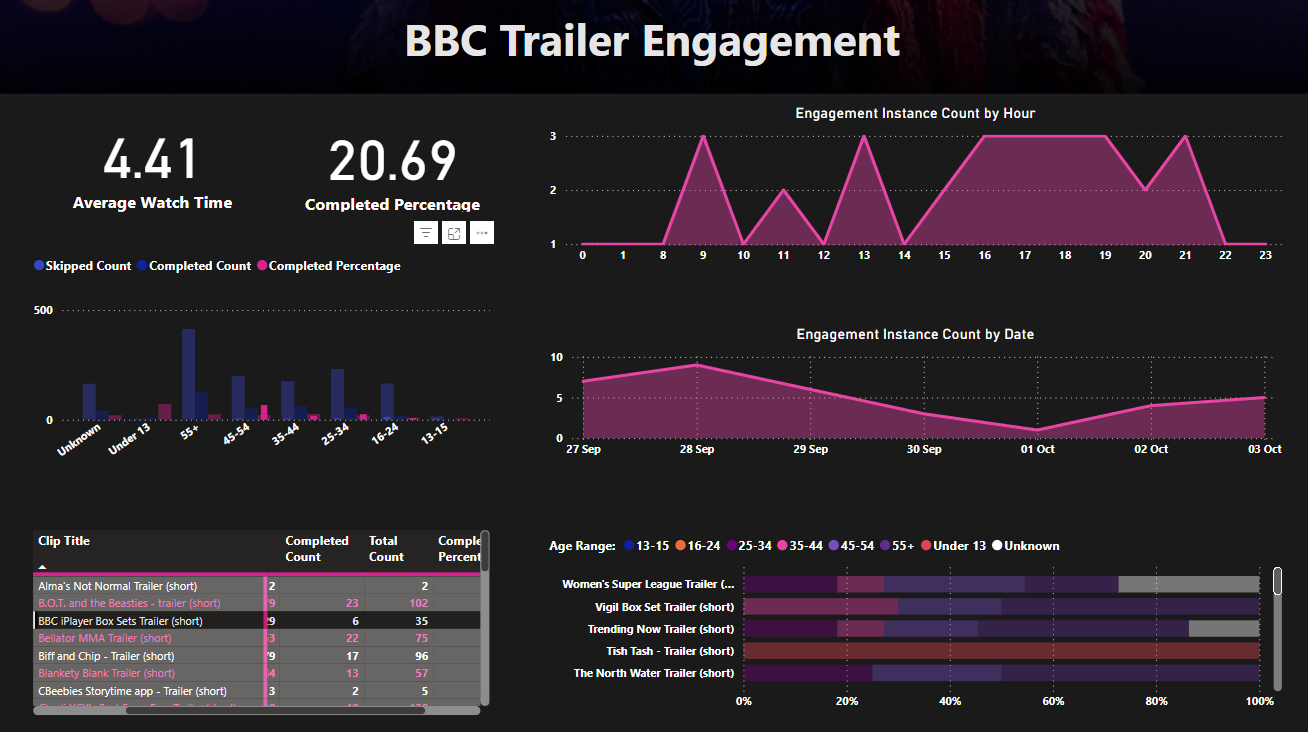 BBC Trailer Engagement
4.41
Average Watch Time
20.69
Completed Percentage
Skipped Count Completed Count Completed Percentage
500
0
Unknown Under 13 55+ 45-54 35-44 25-34 16-24 13-15
Engagement Instance Count by Hour
3
2
1
0 1 8 9 10 11 12 13 14 15 16 17 18 19 20 21 22 23
Engagement Instance Count by Date
10
5
0
27 Sep 28 Sep 29 Sep 30 Sep 01 Oct 02 Oct 03 Oct
Clip Title Completed Count Total Count Comple Percent
Alma's Not Normal Trailer (short) 2 2
B.O.T. and the Beasties - trailer (short) 9 23 102
BBC iPlayer Box Sets Trailer (short) 9 6 35
Bellator MMA Trailer (short) 3 22 75
Biff and Chip - Trailer (short) 9 17 96
Blankety Blank Trailer (short) 4 13 57
CBeebies Storytime app - Trailer (short) 3 2 5
Age Range: 13-15 16-24 25-34 35-44 45-54 55+ Under 13 Unknown
Women's Super League Trailer (...
Vigil Box Set Trailer (short)
Trending Now Trailer (short)
Tish Tash - Trailer (short)
The North Water Trailer (short)
0% 20% 40% 60% 80% 100%